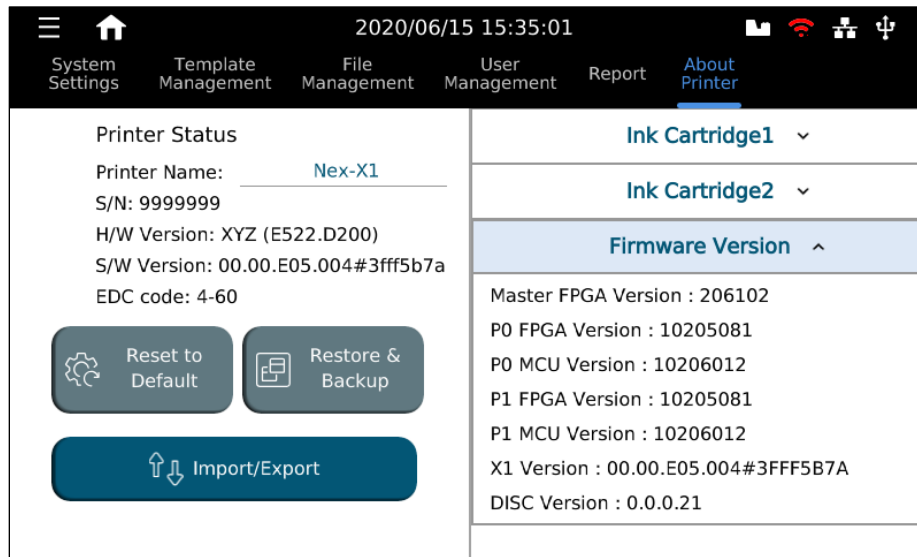 2020/06/15 15:35:01
System Settings
Template Management
File Management
User Management
Report
About Printer
Printer Status
Printer Name: Nex-X1
S/N: 9999999
H/W Version: XYZ (E522.D200)
S/W Version: 00.00.E05.004#3fff5b7a
EDC code: 4-60
Reset to Default
Restore & Backup
Import/Export
Ink Cartridge1
Ink Cartridge2
Firmware Version
Master FPGA Version : 206102
P0 FPGA Version : 10205081
P0 MCU Version : 10206012
P1 FPGA Version : 10205081
P1 MCU Version : 10206012
X1 Version : 00.00.E05.004#3FFF5B7A
DISC Version : 0.0.0.21